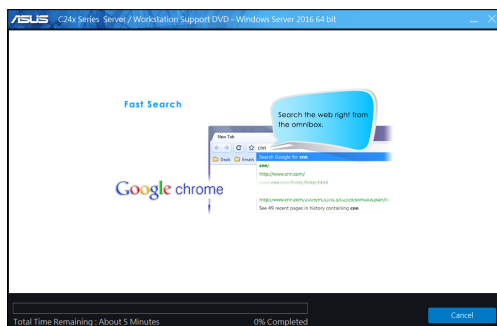 ASUS C24x Series Server / Workstation Support DVD - Windows Server 2016 64 bit
Fast Search
Search the web right from
the omnibox.
New Tab
cnn
Deals Emails
Search Google for cnn
cnn/
http://www.cnn.com/
See 49 recent pages in history containing cnn
Google chrome
Total Time Remaining : About 5 Minutes 0% Completed
Cancel